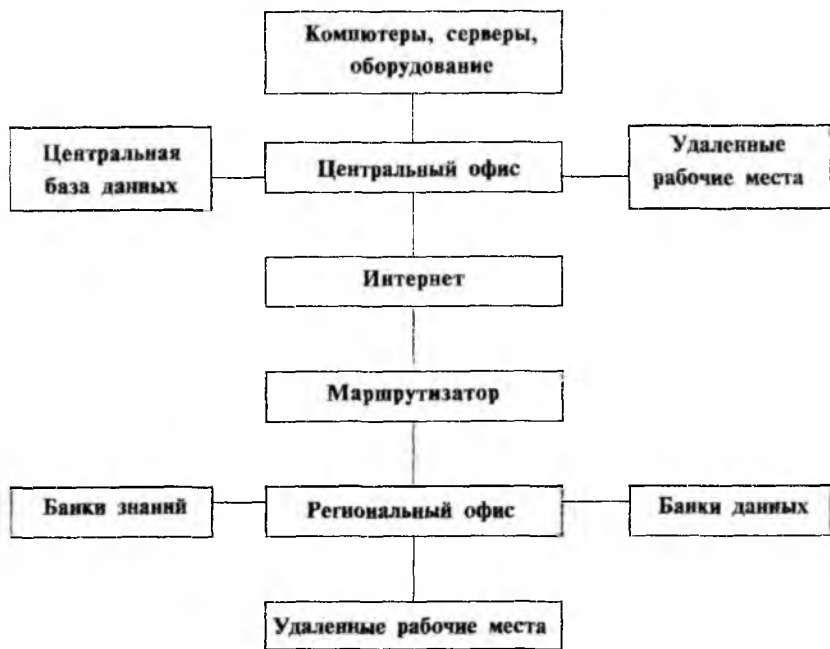 Компютеры, серверы,
оборудование
Центральная
база данных
Центральный офис
Удаленные
рабочие места
Интернет
Маршрутизатор
Банки знаний
Региональный офис
Банки данных
Удаленные рабочие места